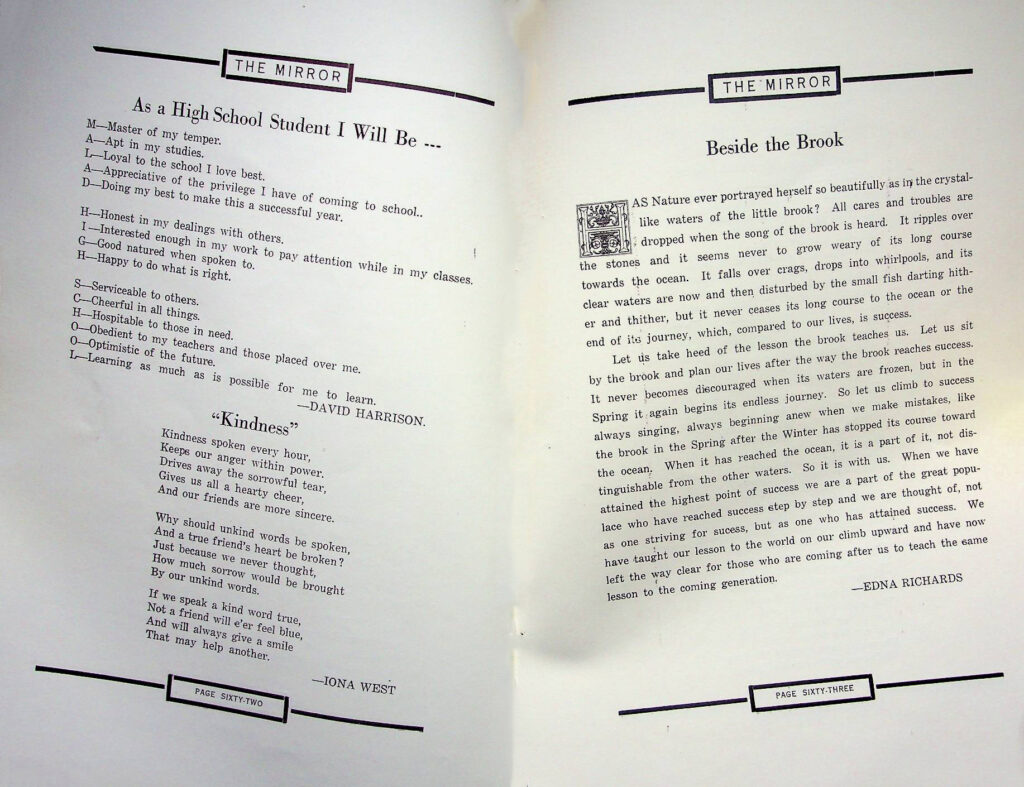 THE MIRROR
As a High School Student I Will Be ---
M—Master of my temper.
A—Apt in my studies.
L—Loyal to the school I love best.
A—Appreciative of the privilege I have of coming to school..
D—Doing my best to make this a successful year.
H—Honest in my dealings with others.
I—Interested enough in my work to pay attention while in my classes.
G—Good natured when spoken to.
H—Happy to do what is right.
S—Serviceable to others.
C—Cheerful in all things.
H—Hospitable to those in need.
O—Obedient to my teachers and those placed over me.
O—Optimistic of the future.
L—Learning as much as is possible for me to learn.
—DAVID HARRISON.
“Kindness”
Kindness spoken every hour,
Keeps our anger within power.
Drives away the sorrowful tear,
Gives us all a hearty cheer,
And our friends are more sincere.
Why should unkind words be spoken,
And a true friend's heart be broken?
Just because we never thought,
How much sorrow would be brought
By our unkind words.
If we speak a kind word true,
Not a friend will e'er feel blue,
And will always give a smile
That may help another.
—IONA WEST
PAGE SIXTY-TWO
THE MIRROR
Beside the Brook
HAS Nature ever portrayed herself so beautifully as in the crystal-
like waters of the little brook? All cares and troubles are
dropped when the song of the brook is heard. It ripples over
the stones and it seems never to grow weary of its long course
towards the ocean. It falls over crags, drops into whirlpools, and its
clear waters are now and then disturbed by the small fish darting hith-
er and thither, but it never ceases its long course to the ocean or the
end of its journey, which, compared to our lives, is success.
Let us take heed of the lesson the brook teaches us. Let us sit
by the brook and plan our lives after the way the brook reaches success.
It never becomes discouraged when its waters are frozen, but in the
Spring it again begins its endless journey. So let us climb to success
always singing, always beginning anew when we make mistakes, like
the brook in the Spring after the Winter has stopped its course toward
the ocean. When it has reached the ocean, it is a part of it, not dis-
tinguishable from the other waters. So it is with us. When we have
attained the highest point of success we are a part of the great popu-
lace who have reached success step by step and we are thought of, not
as one striving for sucess, but as one who has attained success. We
have taught our lesson to the world on our climb upward and have now
left the way clear for those who are coming after us to teach the same
lesson to the coming generation.
—EDNA RICHARDS
PAGE SIXTY-THREE